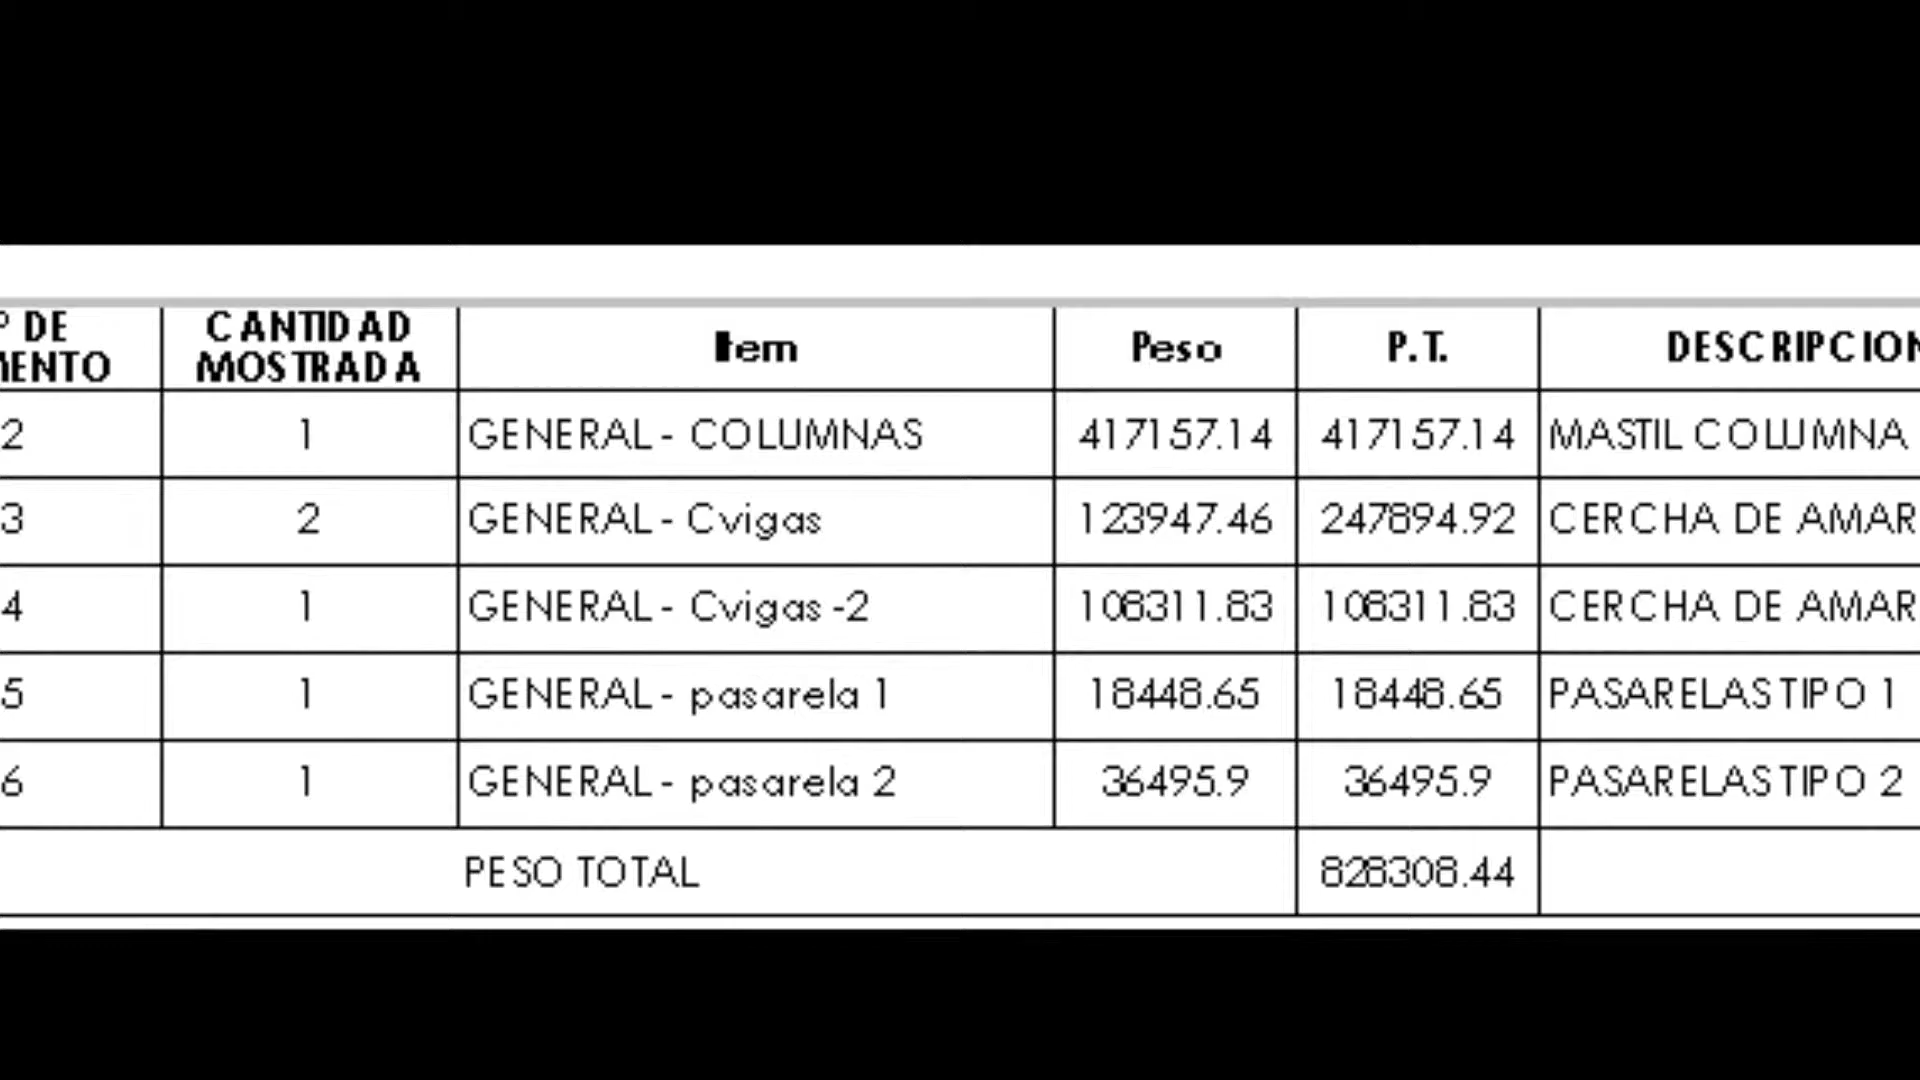 ° DE MENTO CANTIDAD MOSTRADA Item Peso P.T. DESCRIPCION
2 1 GENERAL - COLUMNAS 417157.14 417157.14 MASTIL COLUMNA
3 2 GENERAL - Cvigas 123947.46 247894.92 CERCHA DE AMAR
4 1 GENERAL - Cvigas -2 108311.83 108311.83 CERCHA DE AMAR
5 1 GENERAL - pasarela 1 18448.65 18448.65 PASARELAS TIPO 1
6 1 GENERAL - pasarela 2 36495.9 36495.9 PASARELAS TIPO 2
PESO TOTAL 828308.44